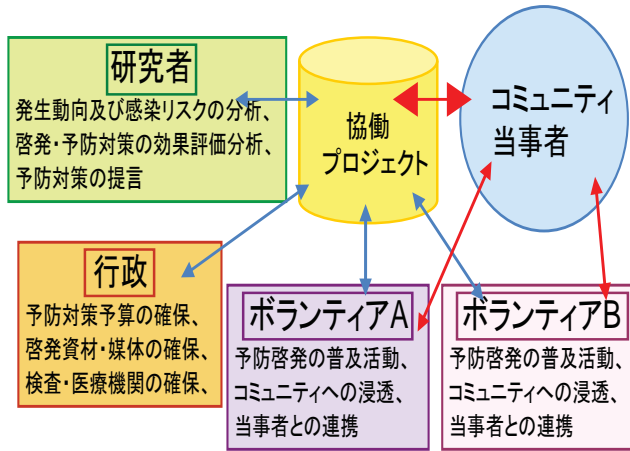 研究者
発生動向及び感染リスクの分析、
啓発・予防対策の効果評価分析、
予防対策の提言
協働
プロジェクト
コミュニティ
当事者
行政
予防対策予算の確保、
啓発資材・媒体の確保、
検査・医療機関の確保、
ボランティアA
予防啓発の普及活動、
コミュニティへの浸透、
当事者との連携
ボランティアB
予防啓発の普及活動、
コミュニティへの浸透、
当事者との連携